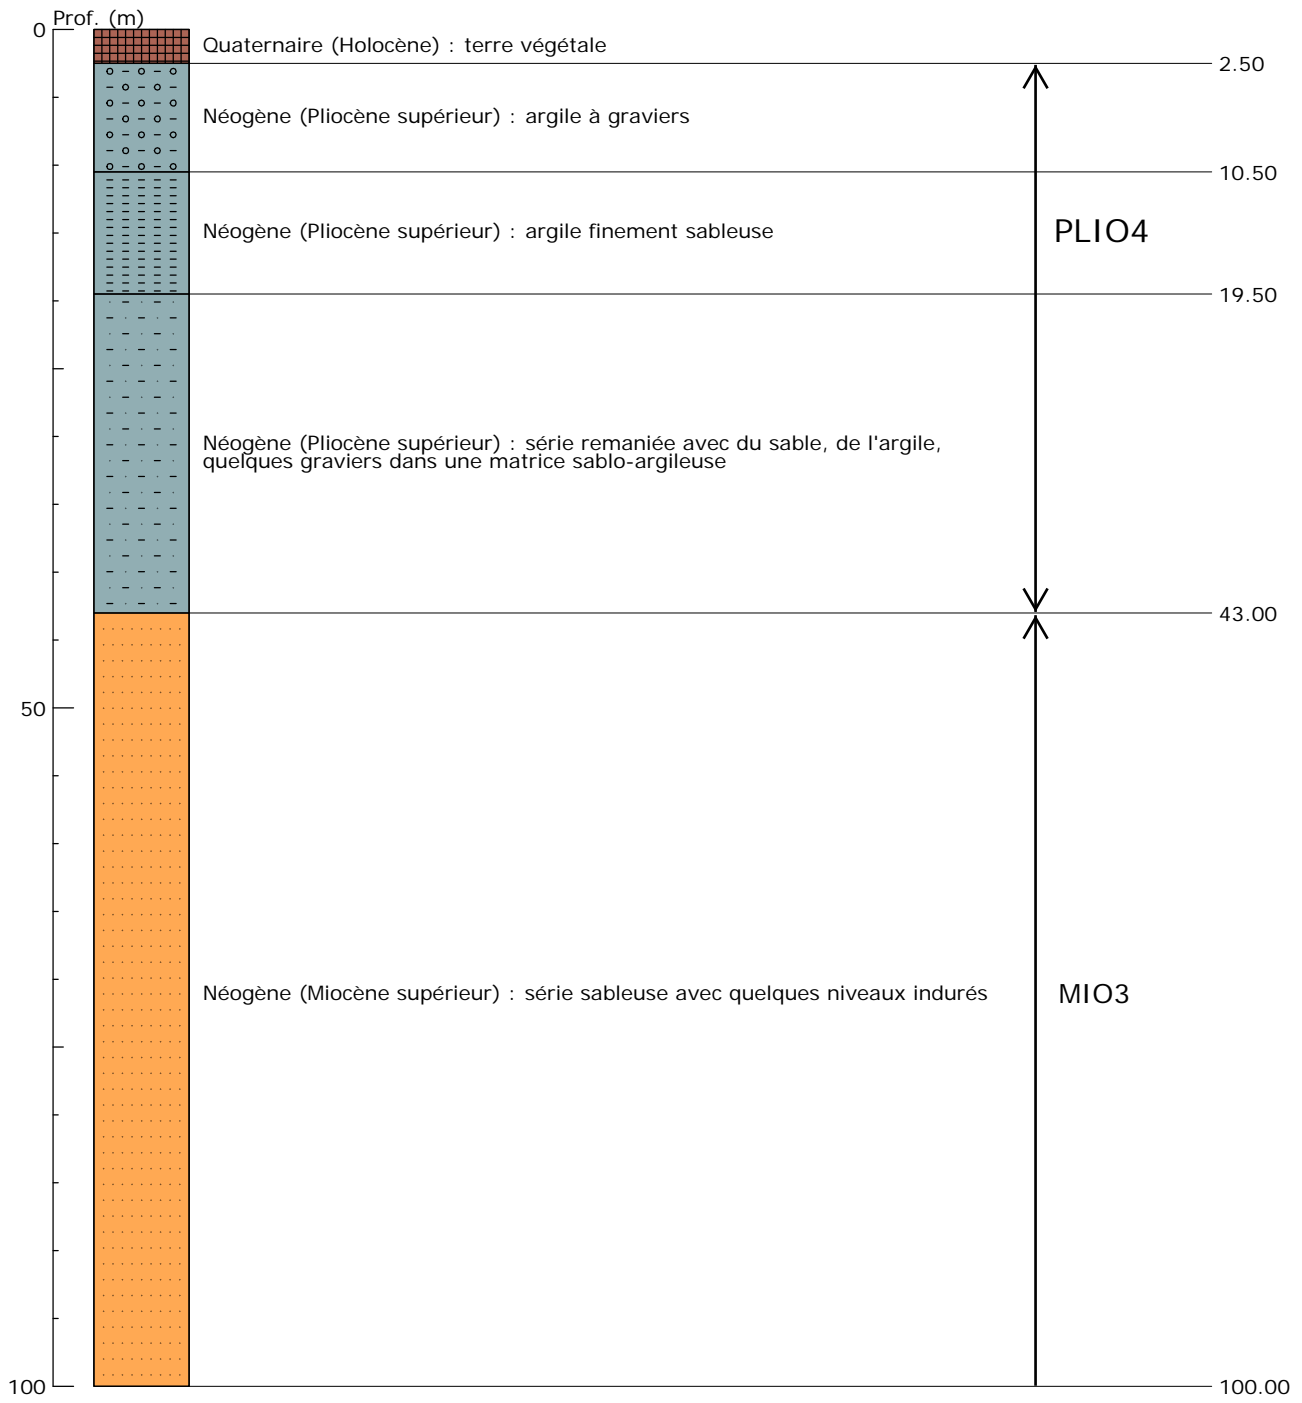 Prof. (m)
0
Quaternaire (Holocène) : terre végétale
2.50
Néogène (Pliocène supérieur) : argile à graviers
10.50
Néogène (Pliocène supérieur) : argile finement sableuse
PLIO4
19.50
Néogène (Pliocène supérieur) : série remaniée avec du sable, de l'argile,
quelques graviers dans une matrice sablo-argileuse
43.00
50
Néogène (Miocène supérieur) : série sableuse avec quelques niveaux indurés
MIO3
100
100.00